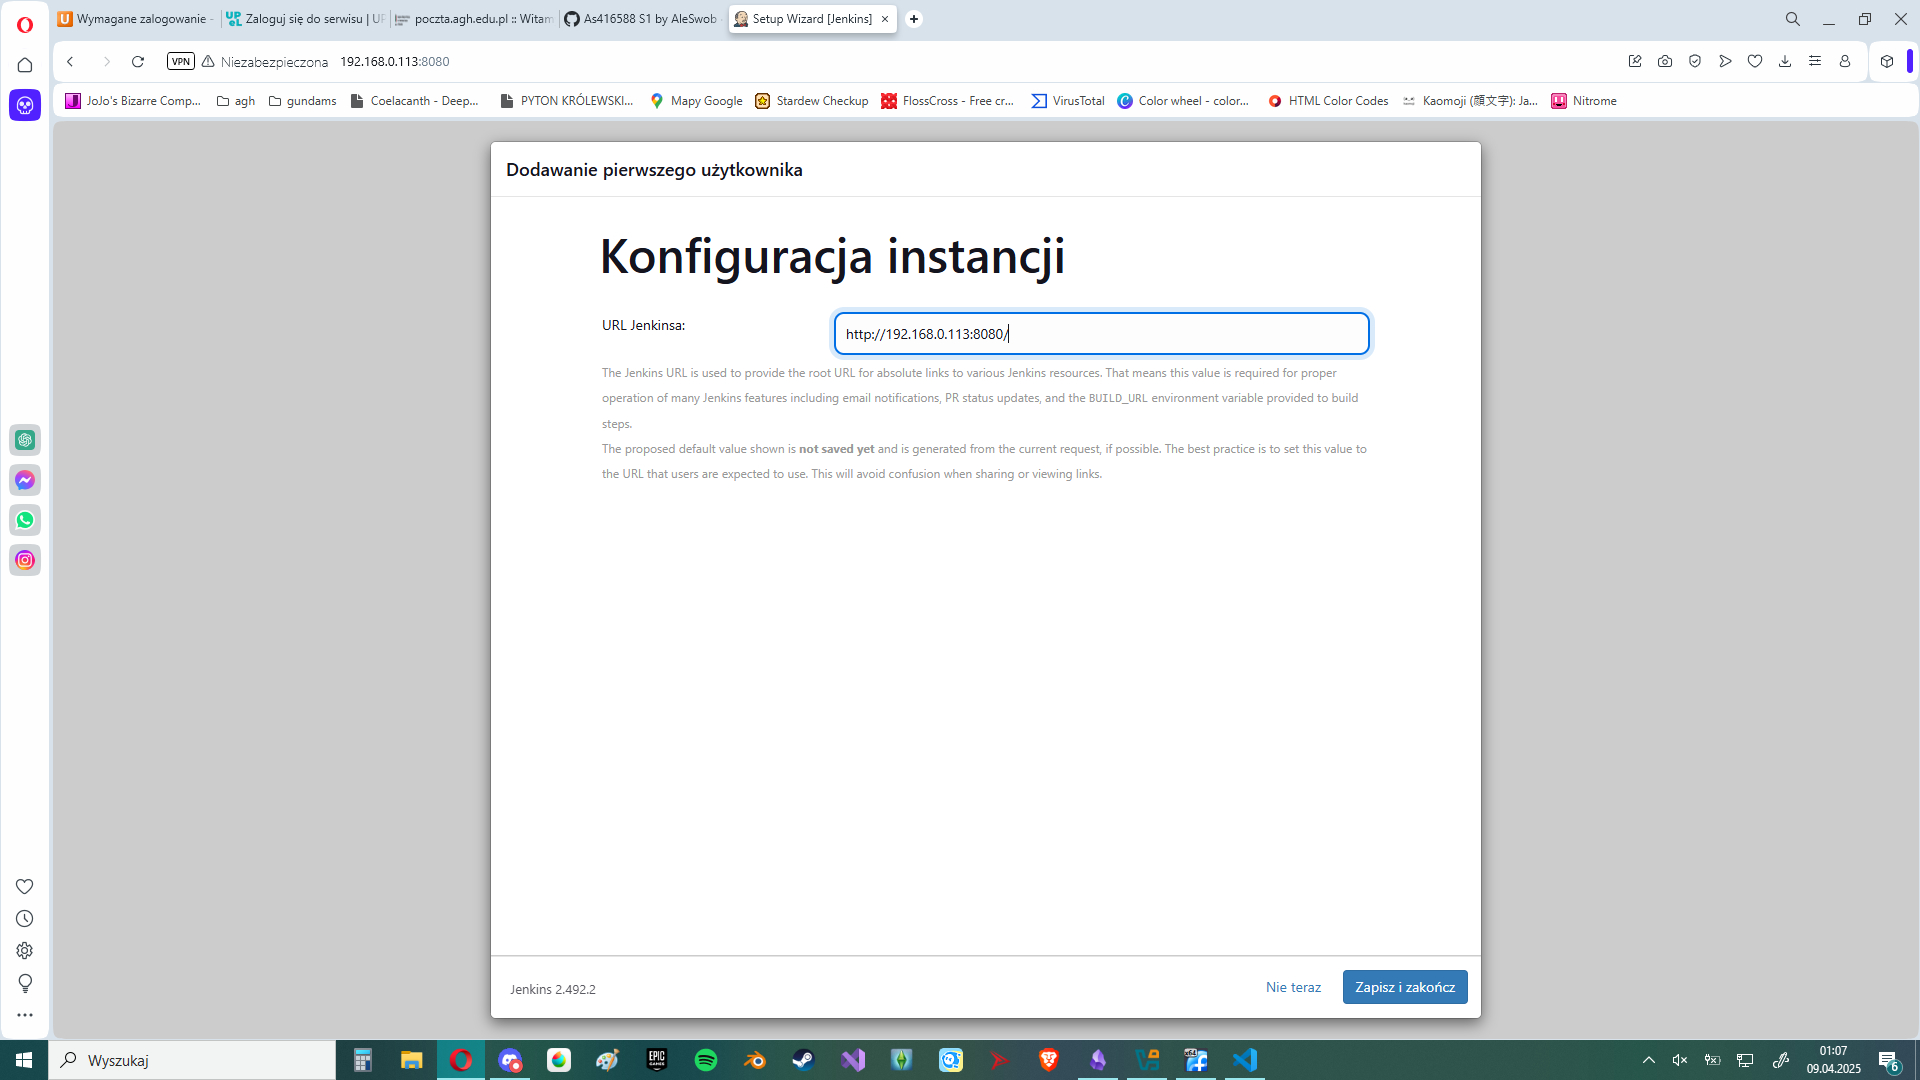 Wymagane zalogowanie -
Zaloguj się do serwisu | UP
poczta.agh.edu.pl :: Witam
As416588 S1 by AleSwob
Setup Wizard [Jenkins]
VPN
Niezabezpieczona
192.168.0.113:8080
JoJo's Bizarre Comp...
agh
gundams
Coelacanth - Deep...
PYTON KRÓLEWSKI...
Mapy Google
Stardew Checkup
FlossCross - Free cr...
VirusTotal
Color wheel - color...
HTML Color Codes
Kaomoji (顔文字): Ja...
Nitrome
Dodawanie pierwszego użytkownika
Konfiguracja instancji
URL Jenkinsa:
http://192.168.0.113:8080/
The Jenkins URL is used to provide the root URL for absolute links to various Jenkins resources. That means this value is required for proper
operation of many Jenkins features including email notifications, PR status updates, and the BUILD_URL environment variable provided to build
steps.
The proposed default value shown is not saved yet and is generated from the current request, if possible. The best practice is to set this value to
the URL that users are expected to use. This will avoid confusion when sharing or viewing links.
Jenkins 2.492.2
Nie teraz
Zapisz i zakończ
Wyszukaj
EPIC GAMES
01:07
09.04.2025
6